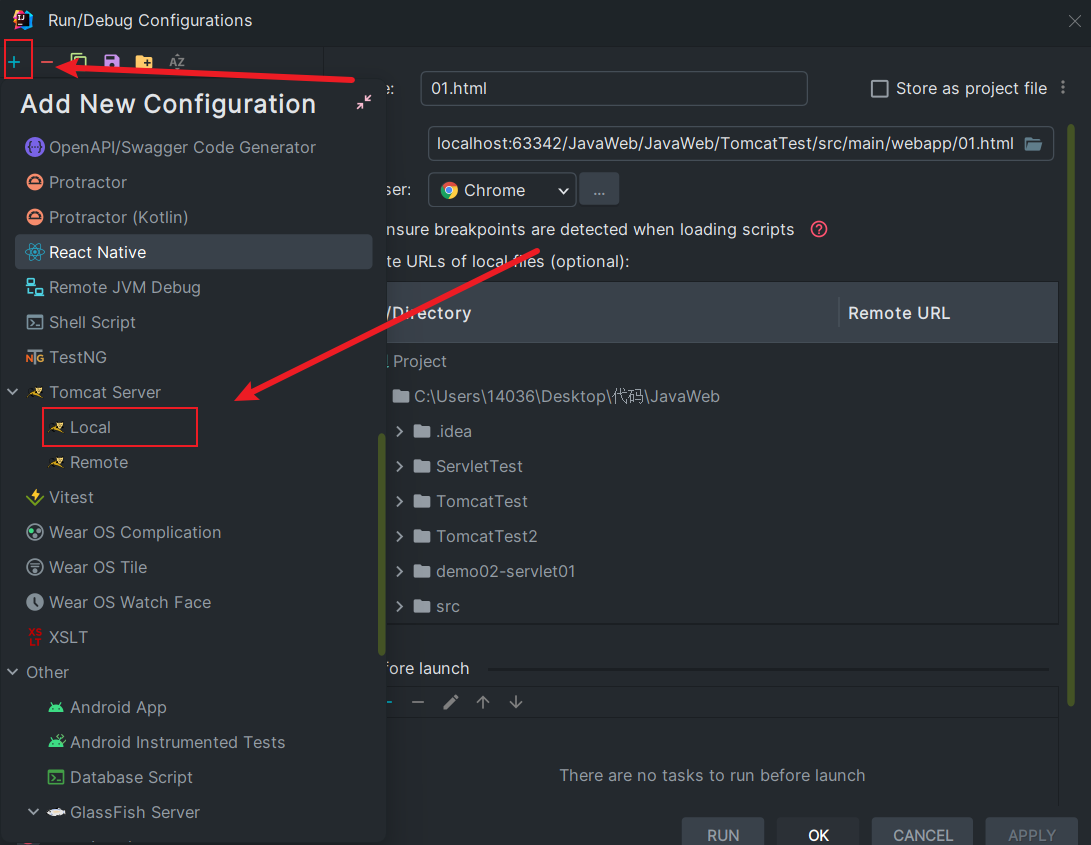 Run/Debug Configurations
Add New Configuration
OpenAPI/Swagger Code Generator
Protractor
Protractor (Kotlin)
React Native
Remote JVM Debug
Shell Script
TestNG
Tomcat Server
Local
Remote
Vitest
Wear OS Complication
Wear OS Tile
Wear OS Watch Face
XSLT
Other
Android App
Android Instrumented Tests
Database Script
GlassFish Server
e:
01.html
Store as project file
localhost:63342/JavaWeb/JavaWeb/TomcatTest/src/main/webapp/01.html
ser:
Chrome
...
nsure breakpoints are detected when loading scripts
te URLs of local files (optional):
/Directory
Remote URL
Project
C:\Users\14036\Desktop\代码\JavaWeb
.idea
ServletTest
TomcatTest
TomcatTest2
demo02-servlet01
src
fore launch
There are no tasks to run before launch
RUN
OK
CANCEL
APPLY